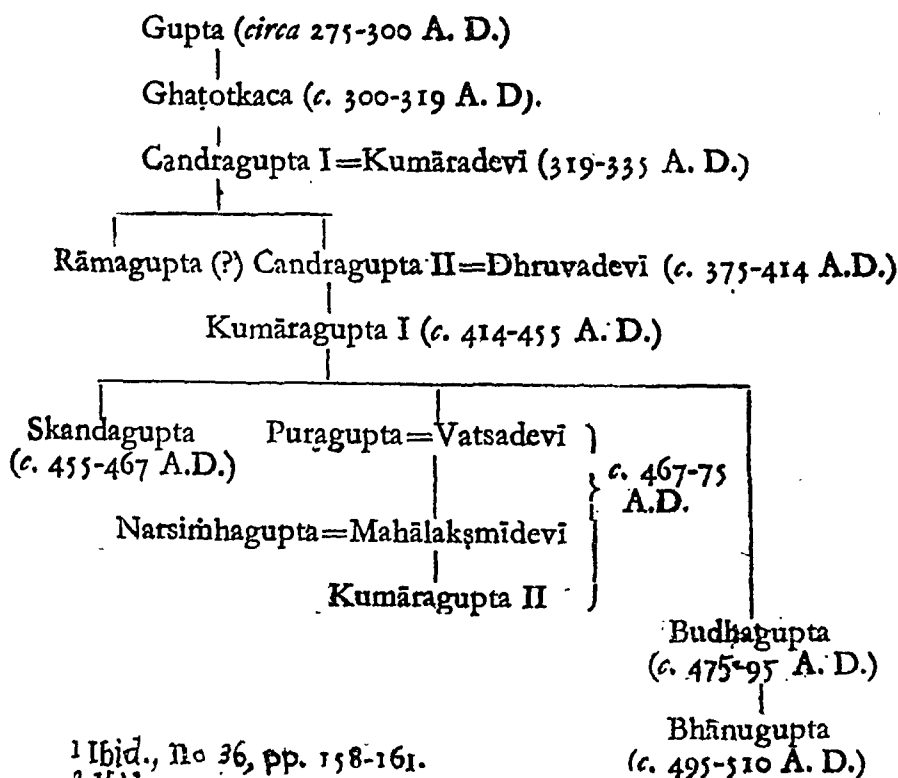 Gupta (circa 275-300 A. D.)
Ghaṭotkaca (c. 300-319 A. D).
Candragupta I=Kumāradevī (319-335 A. D.)
Rāmagupta (?) Candragupta II=Dhruvadevī (c. 375-414 A.D.)
Kumāragupta I (c. 414-455 A. D.)
Skandagupta
(c. 455-467 A.D.)
Puragupta=Vatsadevī
c. 467-75
A.D.
Narsiṁhagupta=Mahālakṣmīdevī
Kumāragupta II
Budhagupta
(c. 475-95 A. D.)
Bhānugupta
(c. 495-510 A. D.)
1 Ibid., no 36, pp. 158-161.